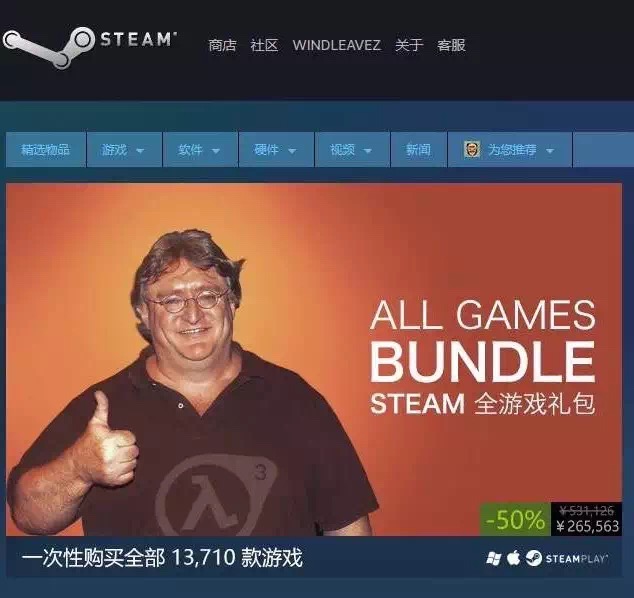 STEAM
商店 社区 WINDLEAVEZ 关于 客服
精选物品 游戏 软件 硬件 视频 新闻 为您推荐
ALL GAMES
BUNDLE
STEAM 全游戏礼包
3
λ
-50% ¥531,126
¥265,563
一次性购买全部 13,710 款游戏 STEAMPLAY